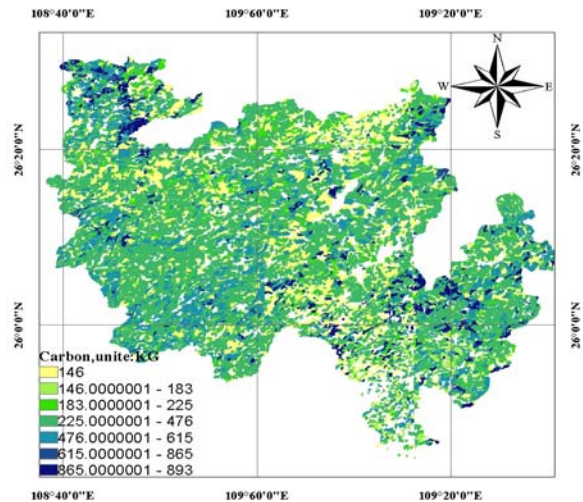 108°40'0"E 109°60'0"E 109°20'0"E
N
W E
S
26°20'0"N 26°20'0"N
26°0'0"N 26°0'0"N
Carbon,unite:KG
146
146.0000001 - 183
183.0000001 - 225
225.0000001 - 476
476.0000001 - 615
615.0000001 - 865
865.0000001 - 893
108°40'0"E 109°60'0"E 109°20'0"E